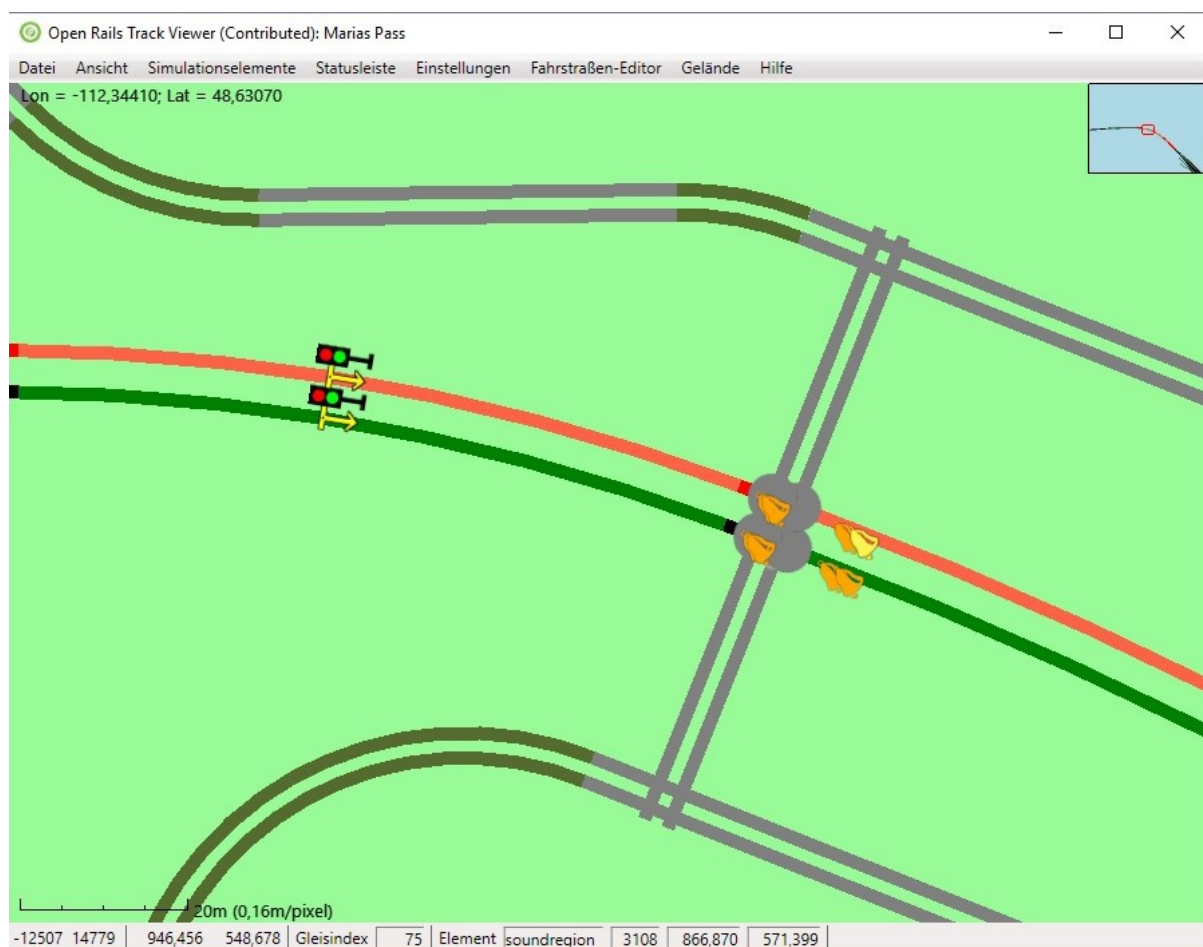 Open Rails Track Viewer (Contributed): Marias Pass
Datei Ansicht Simulationselemente Statusleiste Einstellungen Fahrstraßen-Editor Gelände Hilfe
Lon = -112,34410; Lat = 48,63070
20m (0,16m/pixel)
-12507 14779 946,456 548,678 Gleisindex 75 Element soundregion 3108 866,870 571,399